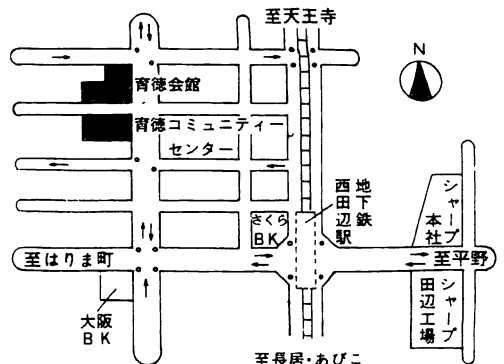 至天王寺
N
育徳会館
育徳コミュニティー
センター
地下鉄
西田辺駅
さくら
BK
シャープ
本社
至はりま町
至平野
大阪
BK
シャープ
田辺工場
至長居・あびこ